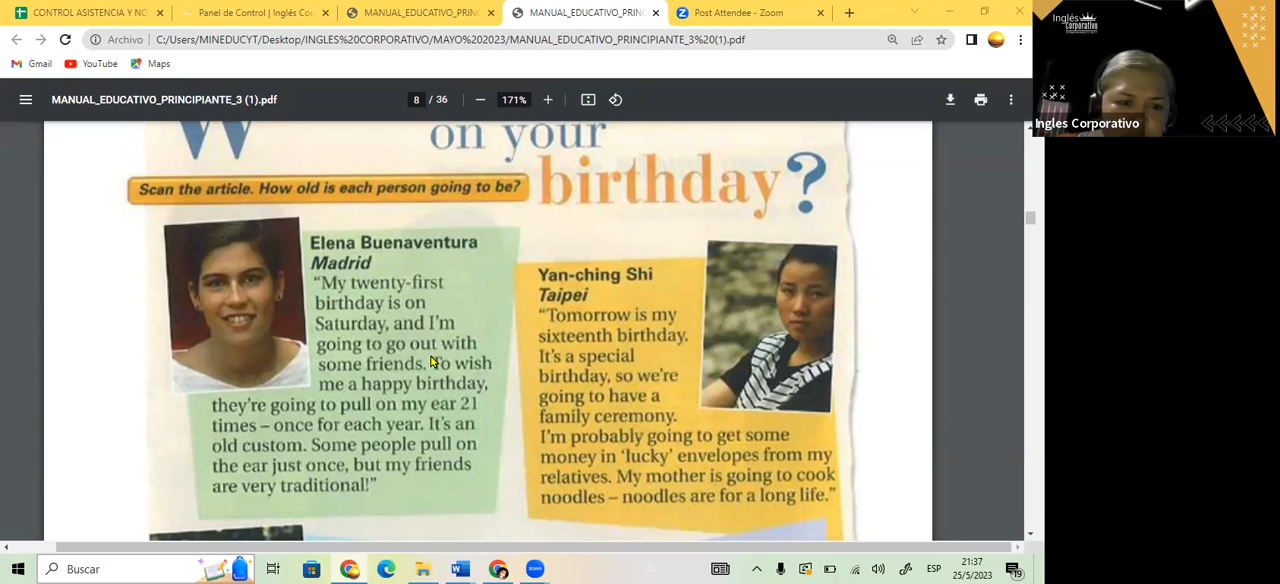 CONTROL ASISTENCIA Y NO
Panel de Control | Inglés Co
MANUAL_EDUCATIVO_PRIN
MANUAL_EDUCATIVO_PRIN
Post Attendee - Zoom
Archivo
C:/Users/MINEDUCYT/Desktop/INGLES%20CORPORATIVO/MAYO%202023/MANUAL_EDUCATIVO_PRINCIPIANTE_3%20(1).pdf
Gmail
YouTube
Maps
MANUAL_EDUCATIVO_PRINCIPIANTE_3 (1).pdf
8 / 36
171%
Inglés
Corporativo
Ingles Corporativo
W
on your
birthday?
Scan the article. How old is each person going to be?
Elena Buenaventura
Madrid
"My twenty-first
birthday is on
Saturday, and I'm
going to go out with
some friends. To wish
me a happy birthday,
they're going to pull on my ear 21
times – once for each year. It's an
old custom. Some people pull on
the ear just once, but my friends
are very traditional!"
Yan-ching Shi
Taipei
"Tomorrow is my
sixteenth birthday.
It's a special
birthday, so we're
going to have a
family ceremony.
I'm probably going to get some
money in 'lucky' envelopes from my
relatives. My mother is going to cook
noodles – noodles are for a long life."
Buscar
ESP
21:37
25/5/2023
19